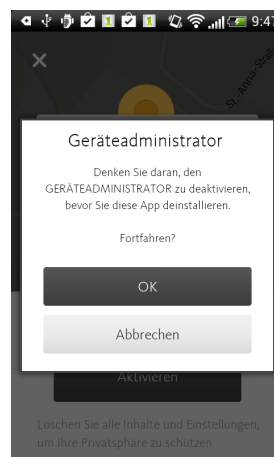 9:47
St.-Anna-Straß
Geräteadministrator
Denken Sie daran, den
GERÄTEADMINISTRATOR zu deaktivieren,
bevor Sie diese App deinstallieren.
Fortfahren?
OK
Abbrechen
Aktivieren
Löschen Sie alle Inhalte und Einstellungen,
um Ihre Privatsphäre zu schützen